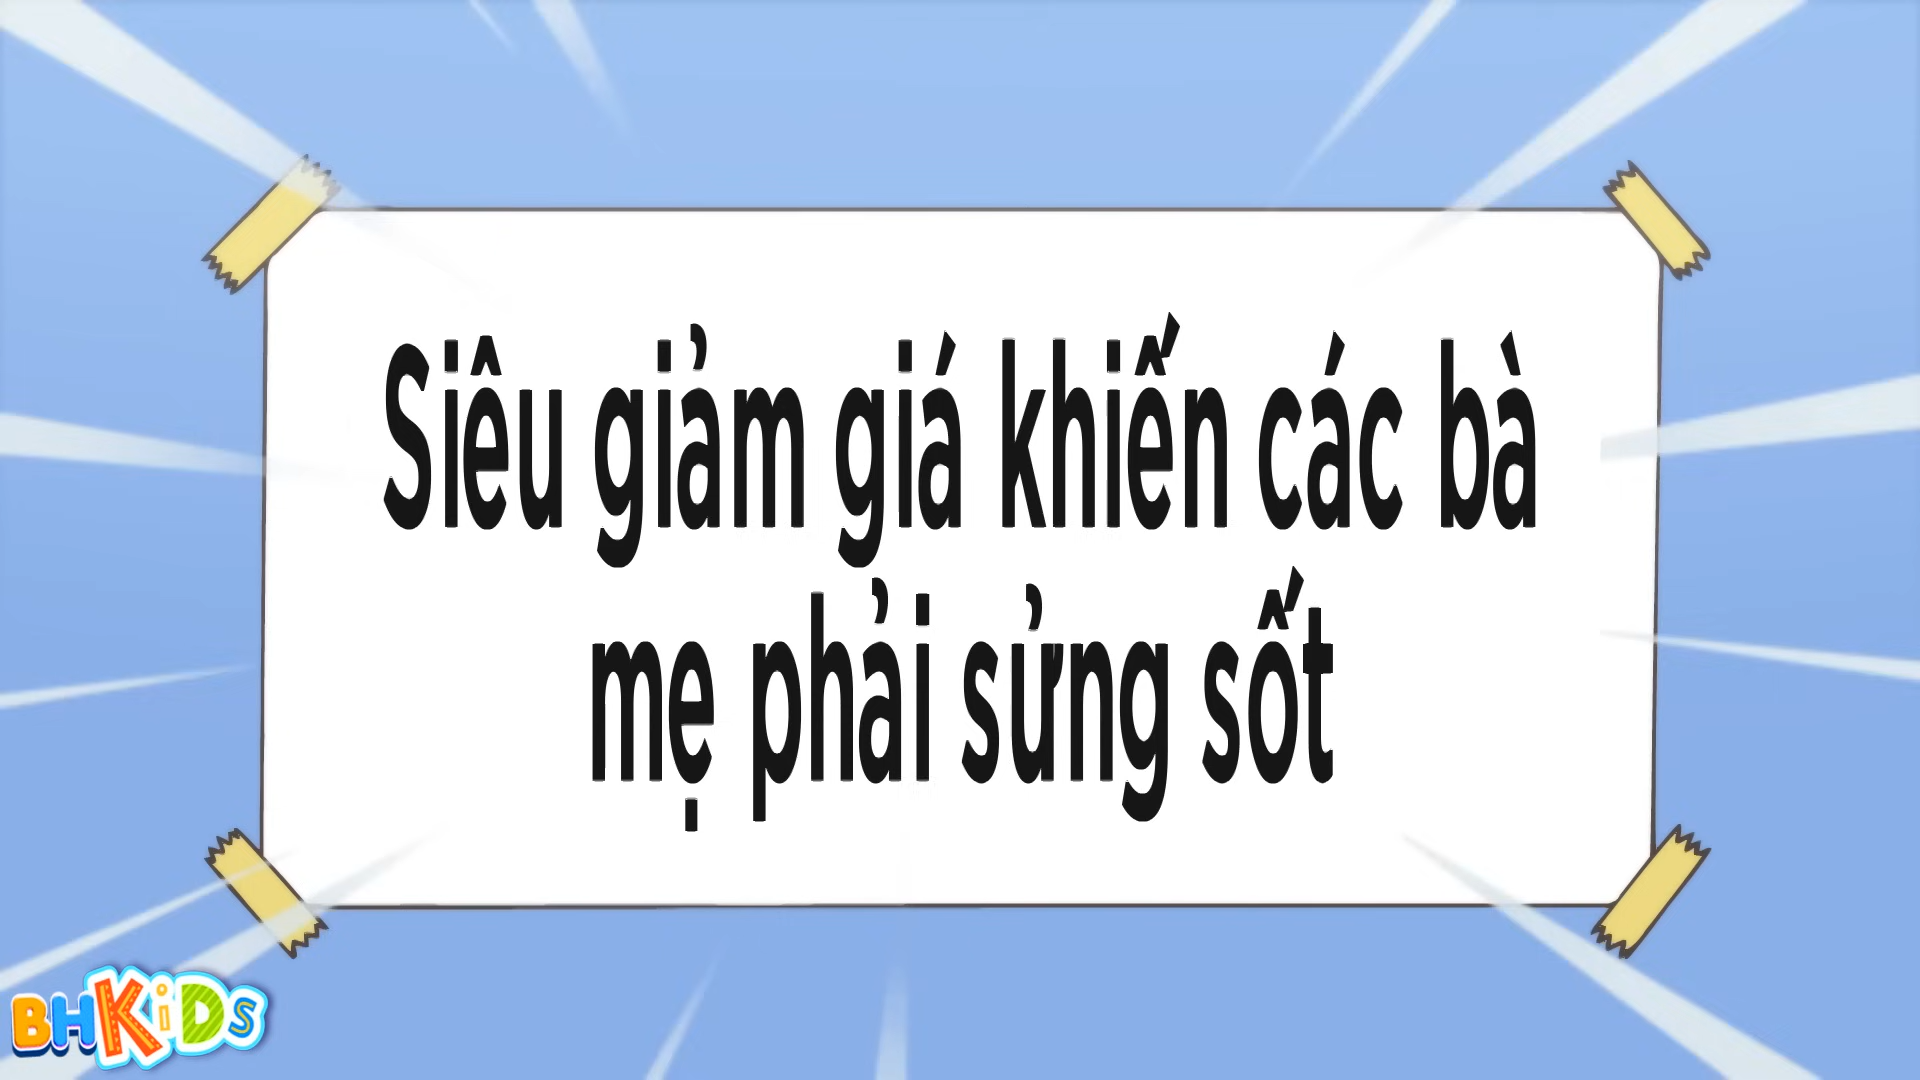 Siêu giảm giá khiến các bà
mẹ phải sửng sốt
BHKiDS